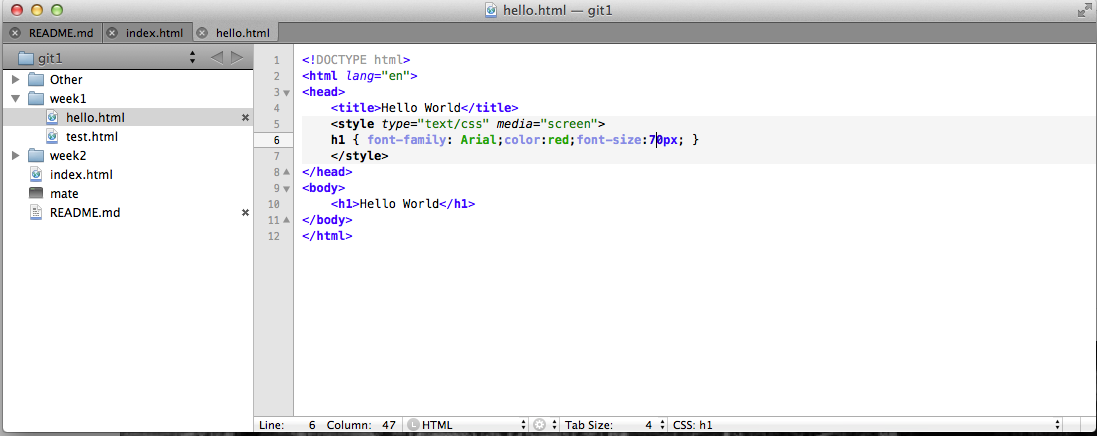 hello.html — git1
README.md index.html hello.html
git1
Other
week1
hello.html
test.html
week2
index.html
mate
README.md
1 <!DOCTYPE html>
2 <html lang="en">
3 <head>
4 <title>Hello World</title>
5 <style type="text/css" media="screen">
6 h1 { font-family: Arial;color:red;font-size:70px; }
7 </style>
8 </head>
9 <body>
10 <h1>Hello World</h1>
11 </body>
12 </html>
Line: 6 Column: 47 L HTML Tab Size: 4 CSS: h1